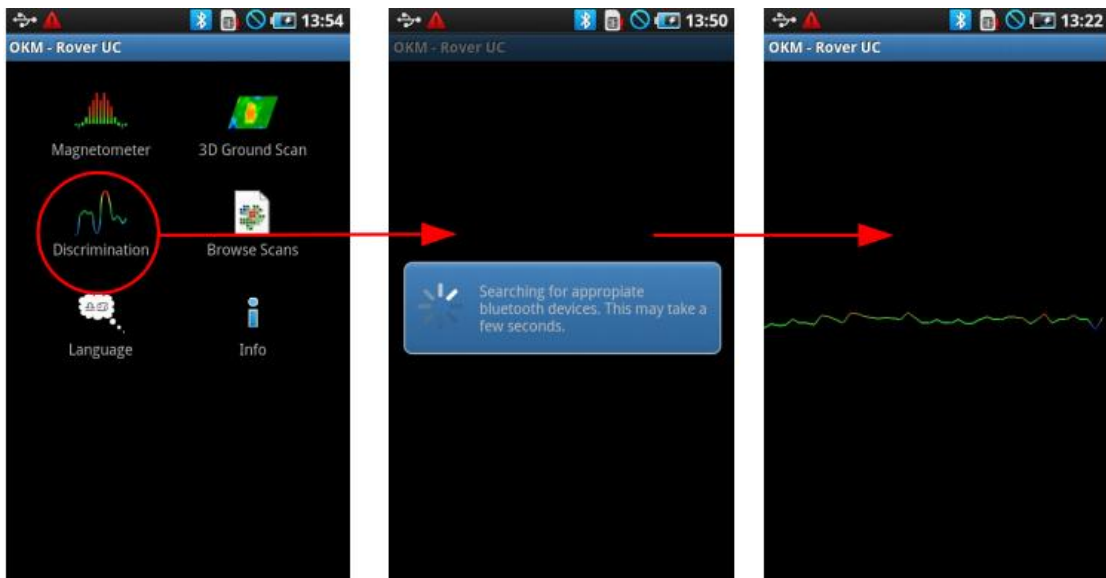 13:54
OKM - Rover UC
Magnetometer
3D Ground Scan
Discrimination
Browse Scans
Language
Info
13:50
OKM - Rover UC
Searching for appropiate
bluetooth devices. This may take a
few seconds.
13:22
OKM - Rover UC